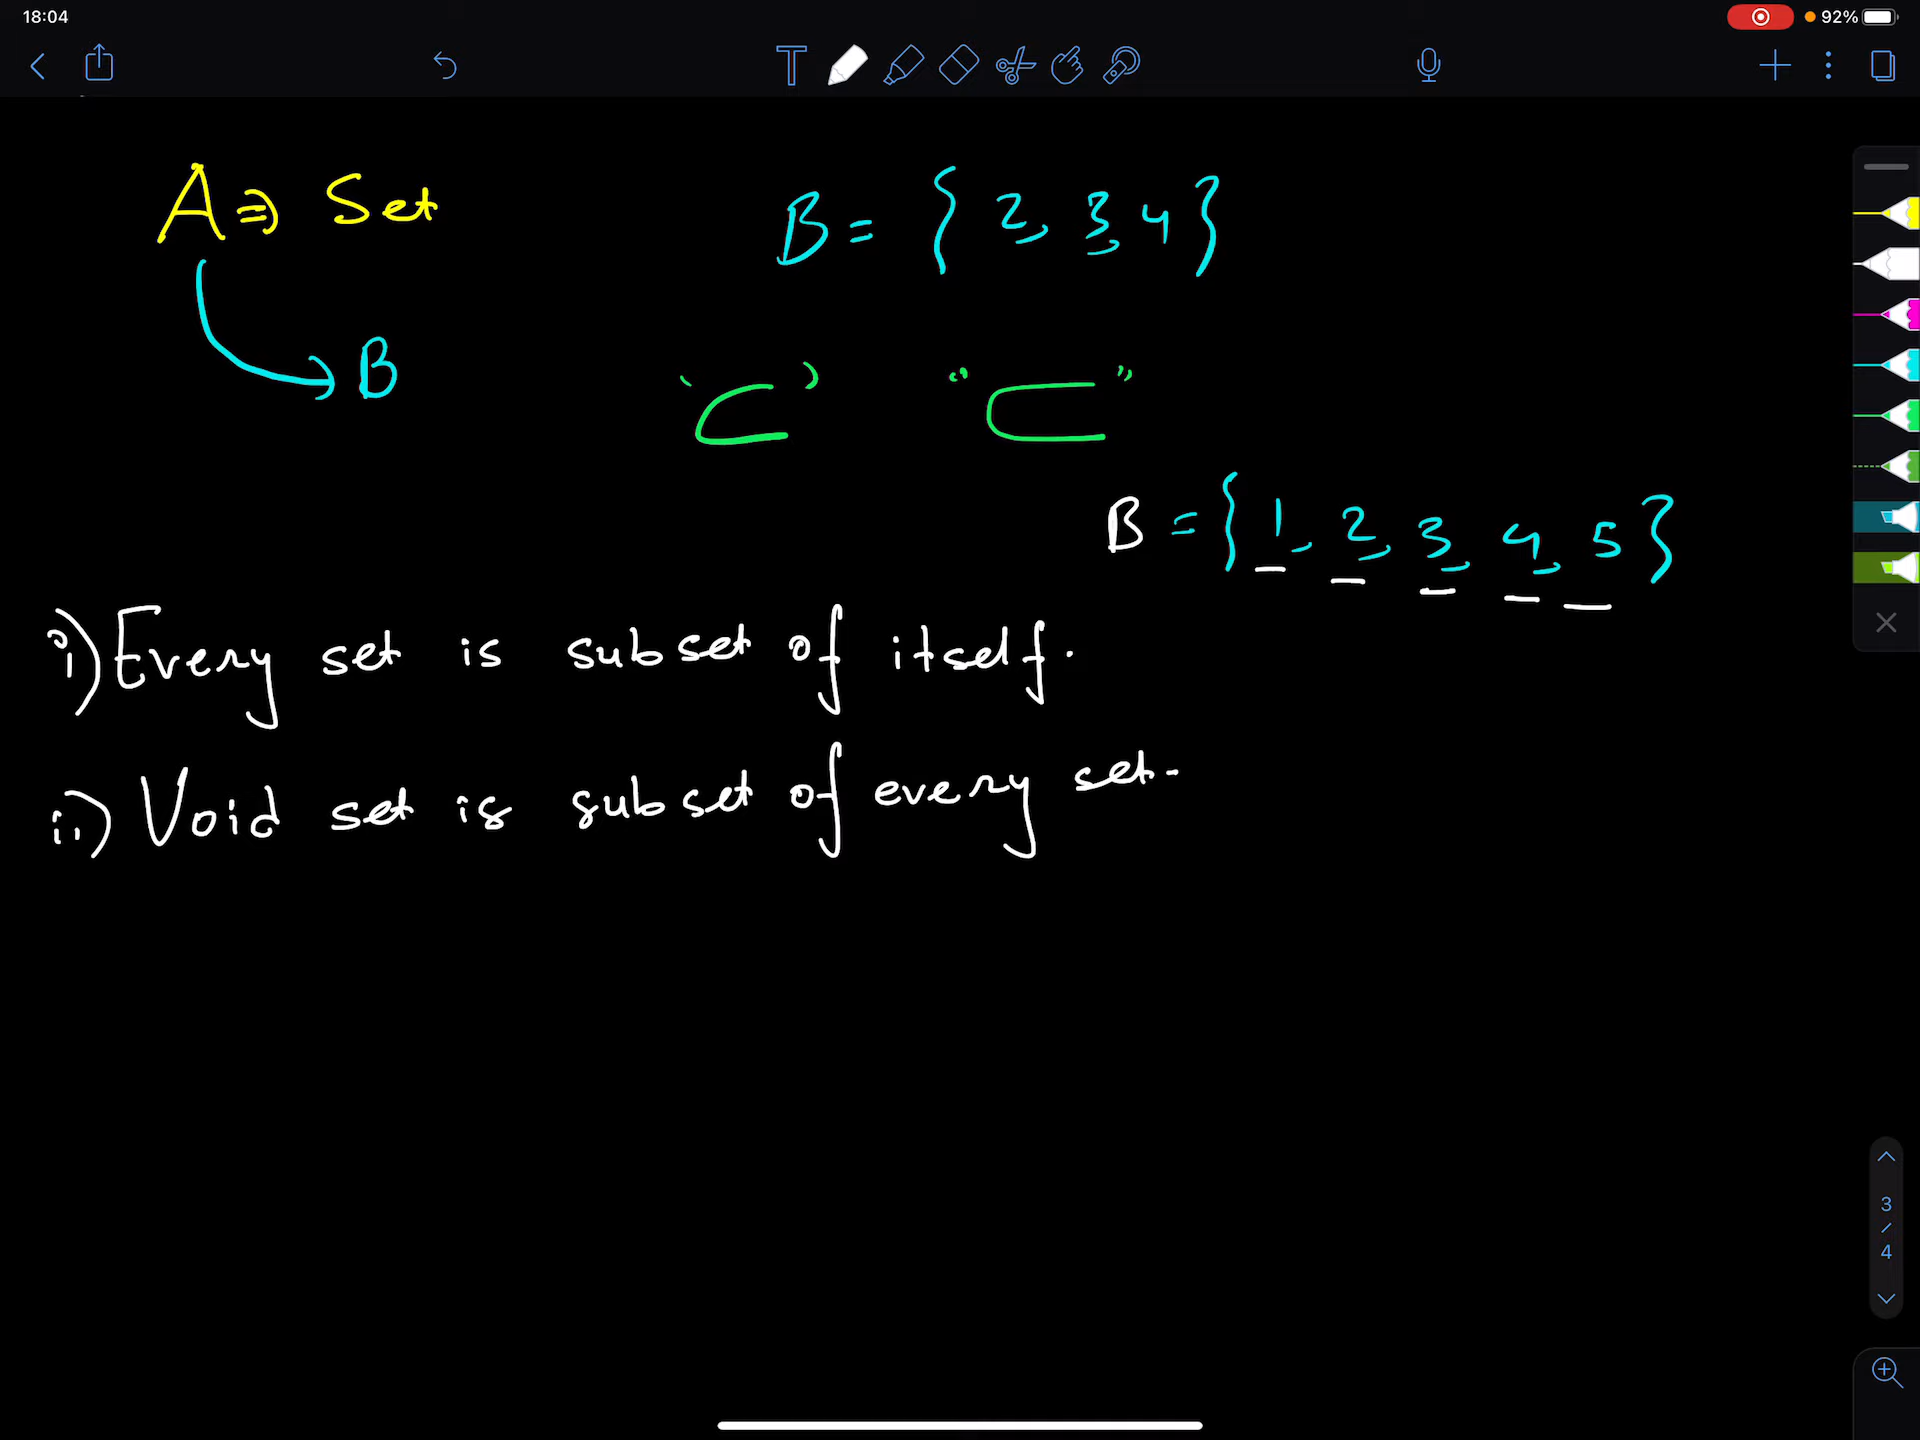 18:04
92%
A ⇒ Set
B = { 2, 3, 4 }
B
‘ ⊂ ’ “ ⊂ ”
B = { 1, 2, 3, 4, 5 }
i) Every set is subset of itself.
ii) Void set is subset of every set.
3
/
4